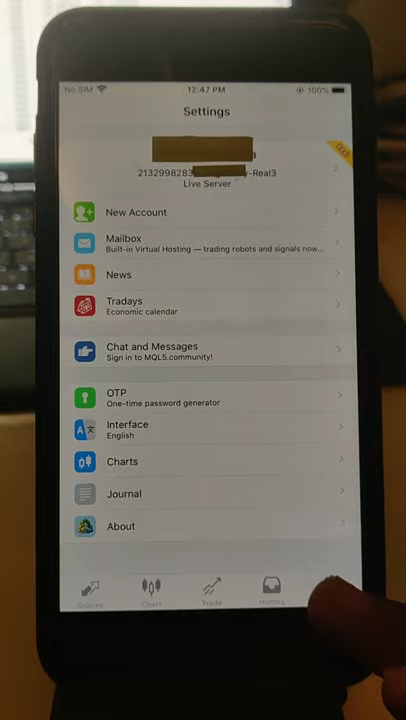 No SIM 12:47 PM 100%
Settings
2132998283 y-Real3
Live Server
New Account
Mailbox
Built-in Virtual Hosting — trading robots and signals now...
News
Tradays
Economic calendar
Chat and Messages
Sign in to MQL5.community!
OTP
One-time password generator
Interface
English
Charts
Journal
About
Quotes Chart Trade History